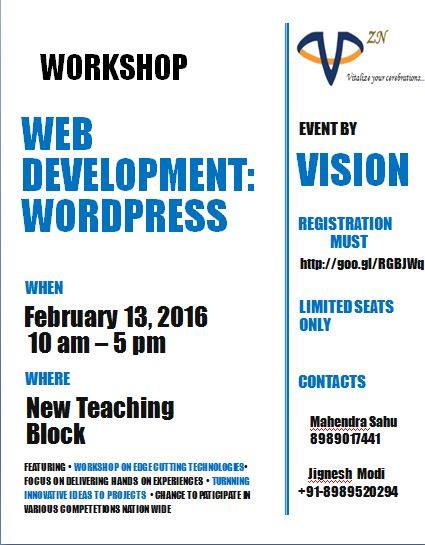 WORKSHOP
WEB
DEVELOPMENT:
WORDPRESS
WHEN
February 13, 2016
10 am – 5 pm
WHERE
New Teaching
Block
FEATURING • WORKSHOP ON EDGE CUTTING TECHNOLOGIES•
FOCUS ON DELIVERING HANDS ON EXPERIENCES • TURNNING
INNOVATIVE IDEAS TO PROJECTS • CHANCE TO PATICIPATE IN
VARIOUS COMPETETIONS NATION WIDE
ZN
Vitalize your cerebrations...
EVENT BY
VISION
REGISTRATION
MUST
http://goo.gl/RGBJWq
LIMITED SEATS
ONLY
CONTACTS
Mahendra Sahu
8989017441
Jignesh Modi
+91-8989520294